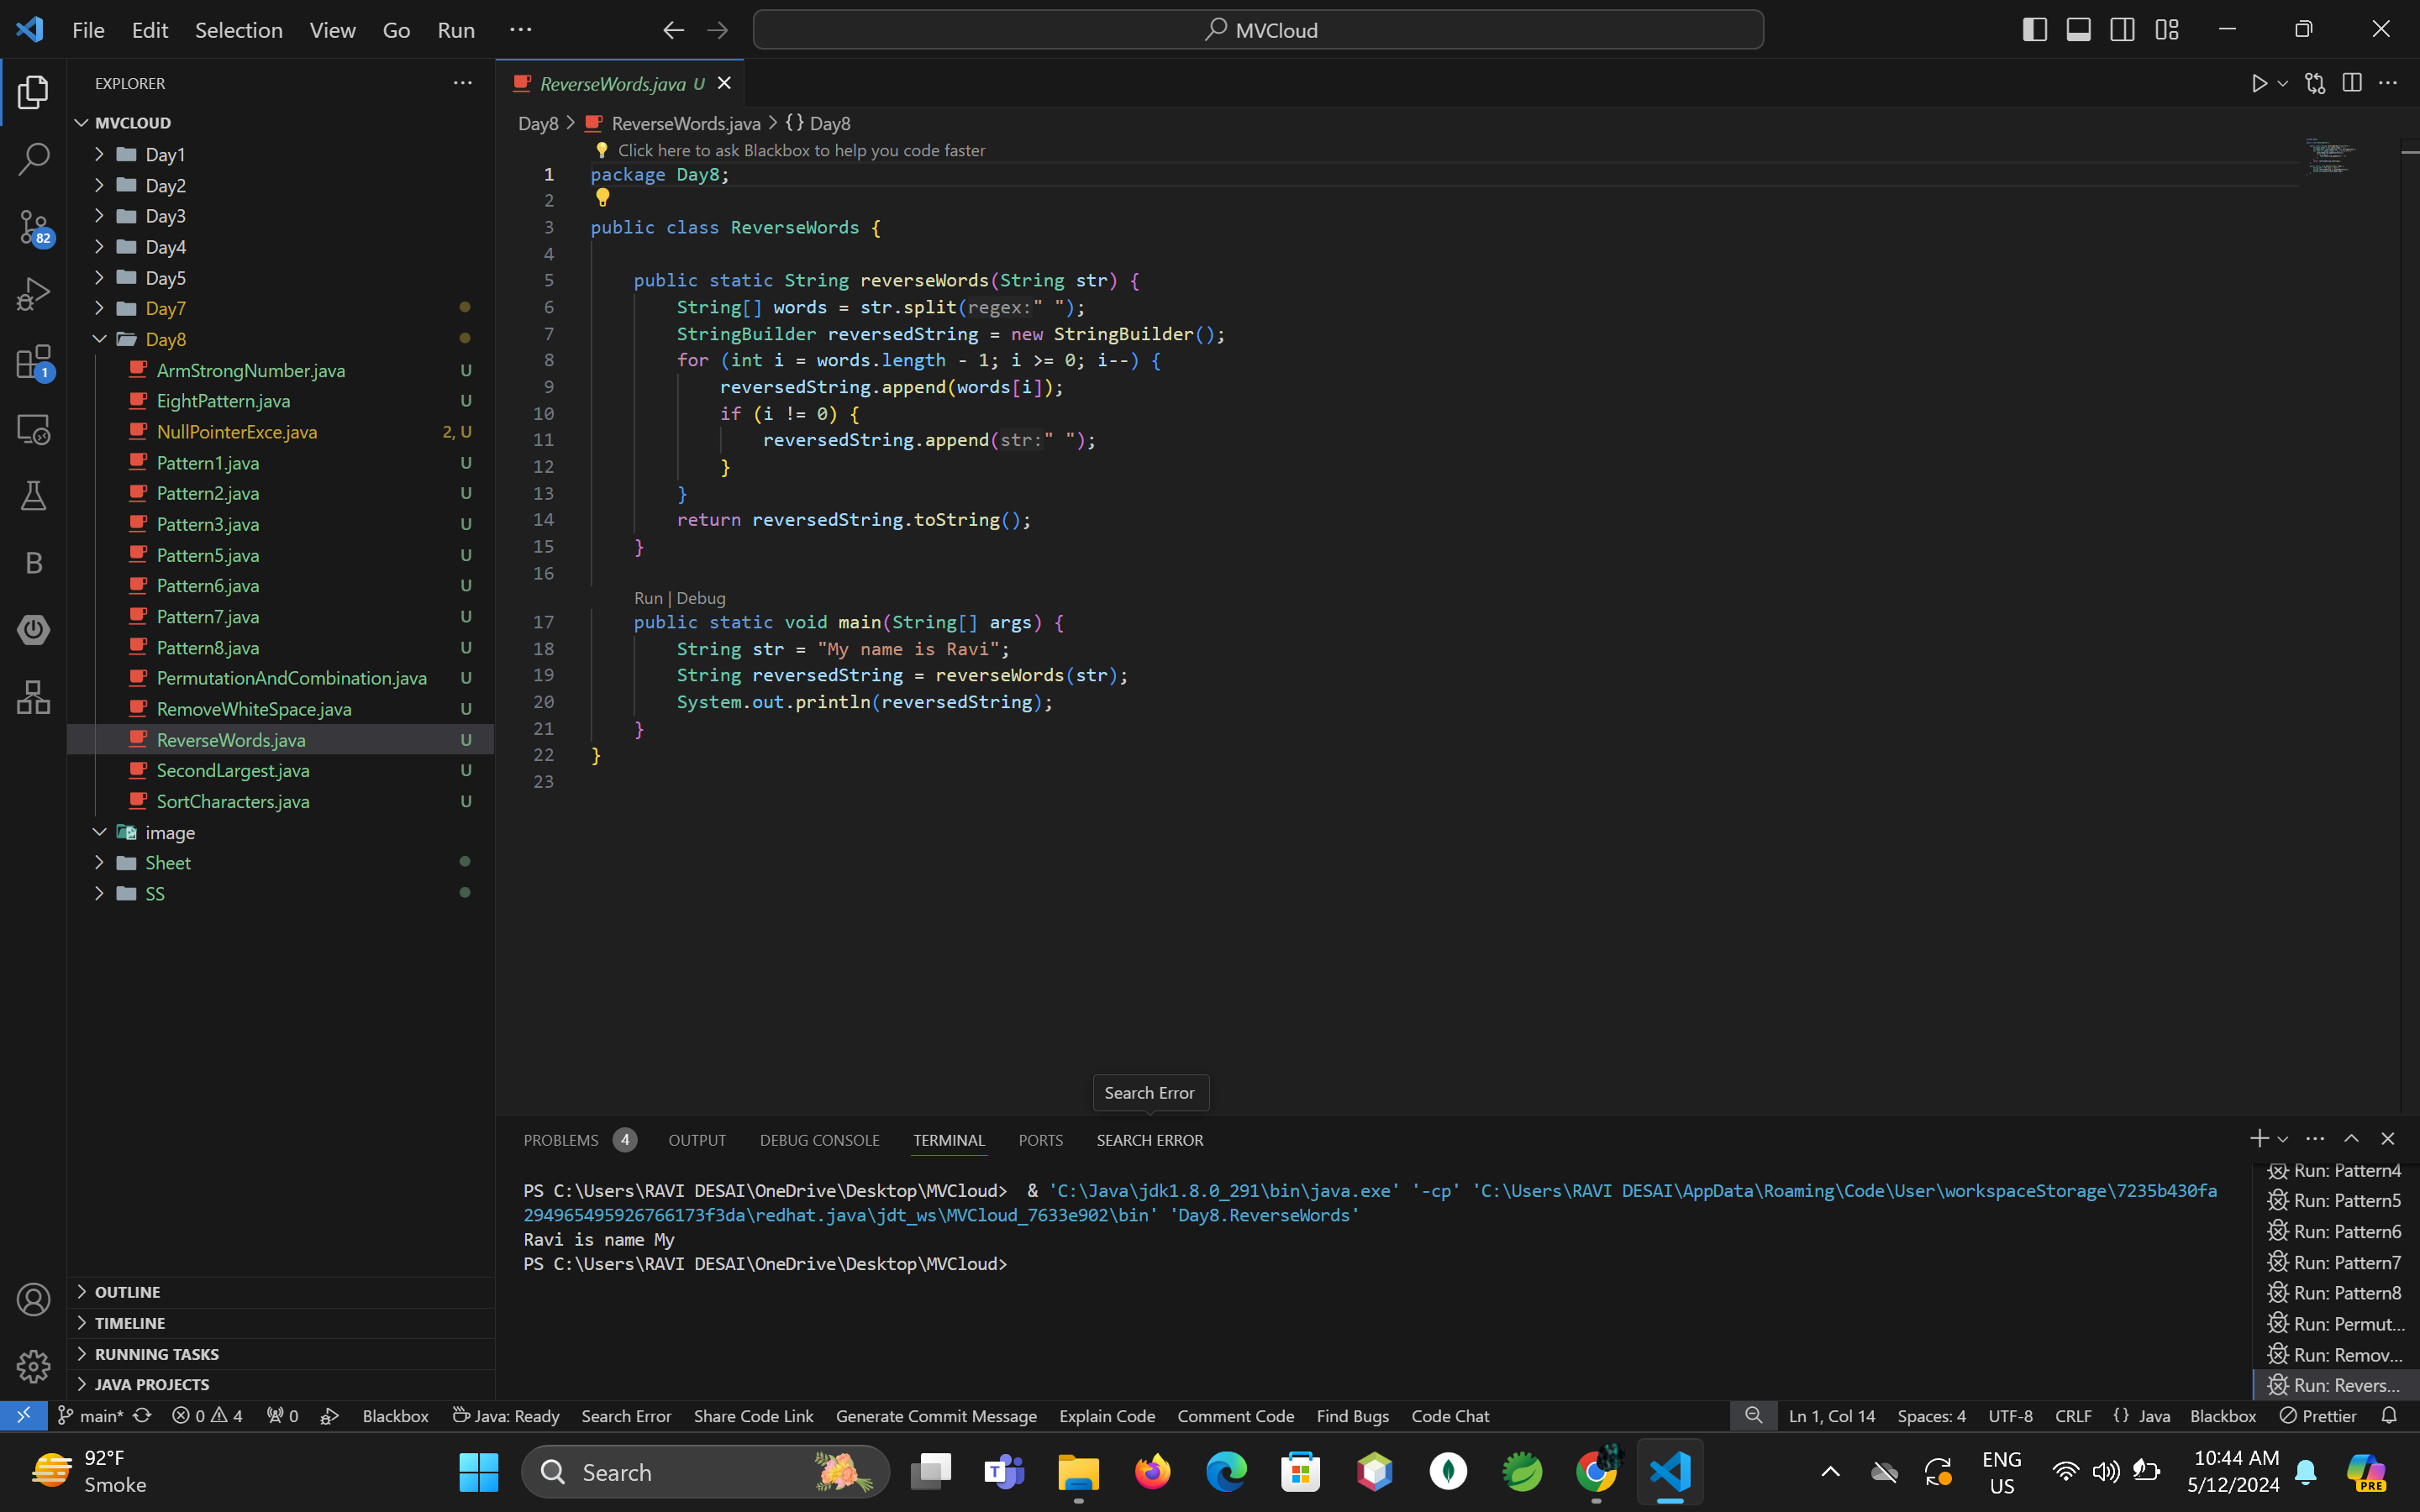 File Edit Selection View Go Run ···
MVCloud
EXPLORER
MVCLOUD
Day1
Day2
Day3
Day4
Day5
Day7
Day8
ArmStrongNumber.java U
EightPattern.java U
NullPointerExce.java 2, U
Pattern1.java U
Pattern2.java U
Pattern3.java U
Pattern5.java U
Pattern6.java U
Pattern7.java U
Pattern8.java U
PermutationAndCombination.java U
RemoveWhiteSpace.java U
ReverseWords.java U
SecondLargest.java U
SortCharacters.java U
image
Sheet
SS
OUTLINE
TIMELINE
RUNNING TASKS
JAVA PROJECTS
82
1
B
ReverseWords.java U
Day8 > ReverseWords.java > {} Day8
Click here to ask Blackbox to help you code faster
1 package Day8;
2
3 public class ReverseWords {
4
5 public static String reverseWords(String str) {
6 String[] words = str.split(regex:" ");
7 StringBuilder reversedString = new StringBuilder();
8 for (int i = words.length - 1; i >= 0; i--) {
9 reversedString.append(words[i]);
10 if (i != 0) {
11 reversedString.append(str:" ");
12 }
13 }
14 return reversedString.toString();
15 }
16
Run | Debug
17 public static void main(String[] args) {
18 String str = "My name is Ravi";
19 String reversedString = reverseWords(str);
20 System.out.println(reversedString);
21 }
22 }
23
Search Error
PROBLEMS 4 OUTPUT DEBUG CONSOLE TERMINAL PORTS SEARCH ERROR
PS C:\Users\RAVI DESAI\OneDrive\Desktop\MVCloud> & 'C:\Java\jdk1.8.0_291\bin\java.exe' '-cp' 'C:\Users\RAVI DESAI\AppData\Roaming\Code\User\workspaceStorage\7235b430fa
294965495926766173f3da\redhat.java\jdt_ws\MVCloud_7633e902\bin' 'Day8.ReverseWords'
Ravi is name My
PS C:\Users\RAVI DESAI\OneDrive\Desktop\MVCloud>
Run: Pattern4
Run: Pattern5
Run: Pattern6
Run: Pattern7
Run: Pattern8
Run: Permut...
Run: Remov...
Run: Revers...
main* 0 4 0 Blackbox Java: Ready Search Error Share Code Link Generate Commit Message Explain Code Comment Code Find Bugs Code Chat Ln 1, Col 14 Spaces: 4 UTF-8 CRLF {} Java Blackbox Prettier
92°F
Smoke
Search
ENG
US
10:44 AM
5/12/2024
PRE